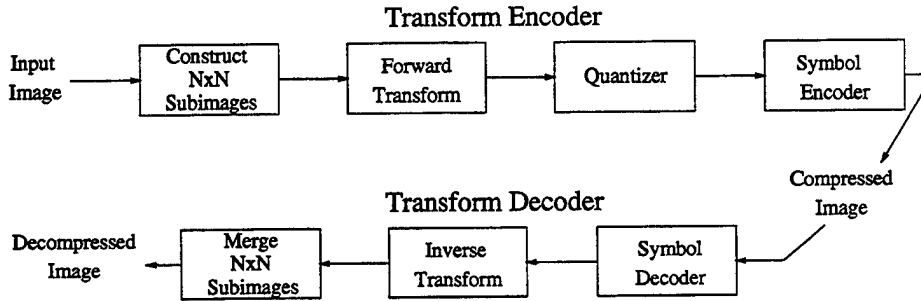 Transform Encoder
Input
Image
Construct
NxN
Subimages
Forward
Transform
Quantizer
Symbol
Encoder
Compressed
Image
Transform Decoder
Decompressed
Image
Merge
NxN
Subimages
Inverse
Transform
Symbol
Decoder